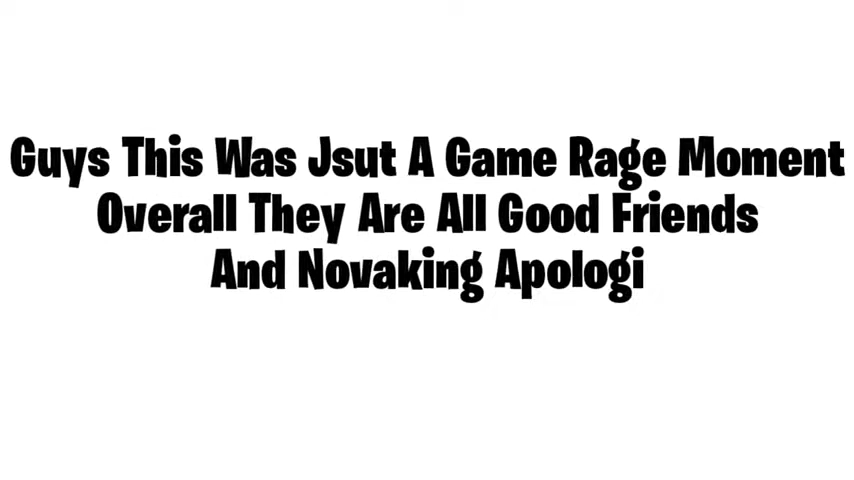 Guys This Was Jsut A Game Rage Moment
Overall They Are All Good Friends
And Novaking Apologi